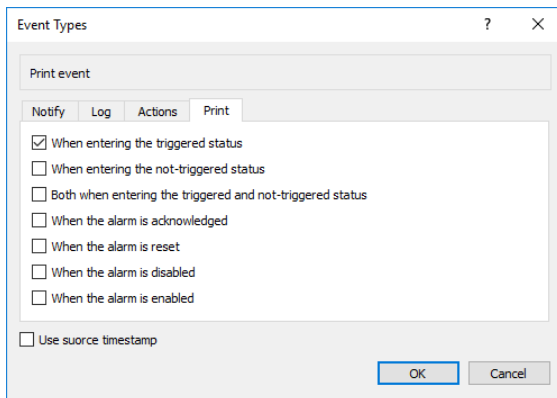 Event Types
Print event
Notify Log Actions Print
When entering the triggered status
When entering the not-triggered status
Both when entering the triggered and not-triggered status
When the alarm is acknowledged
When the alarm is reset
When the alarm is disabled
When the alarm is enabled
Use suorce timestamp
OK Cancel